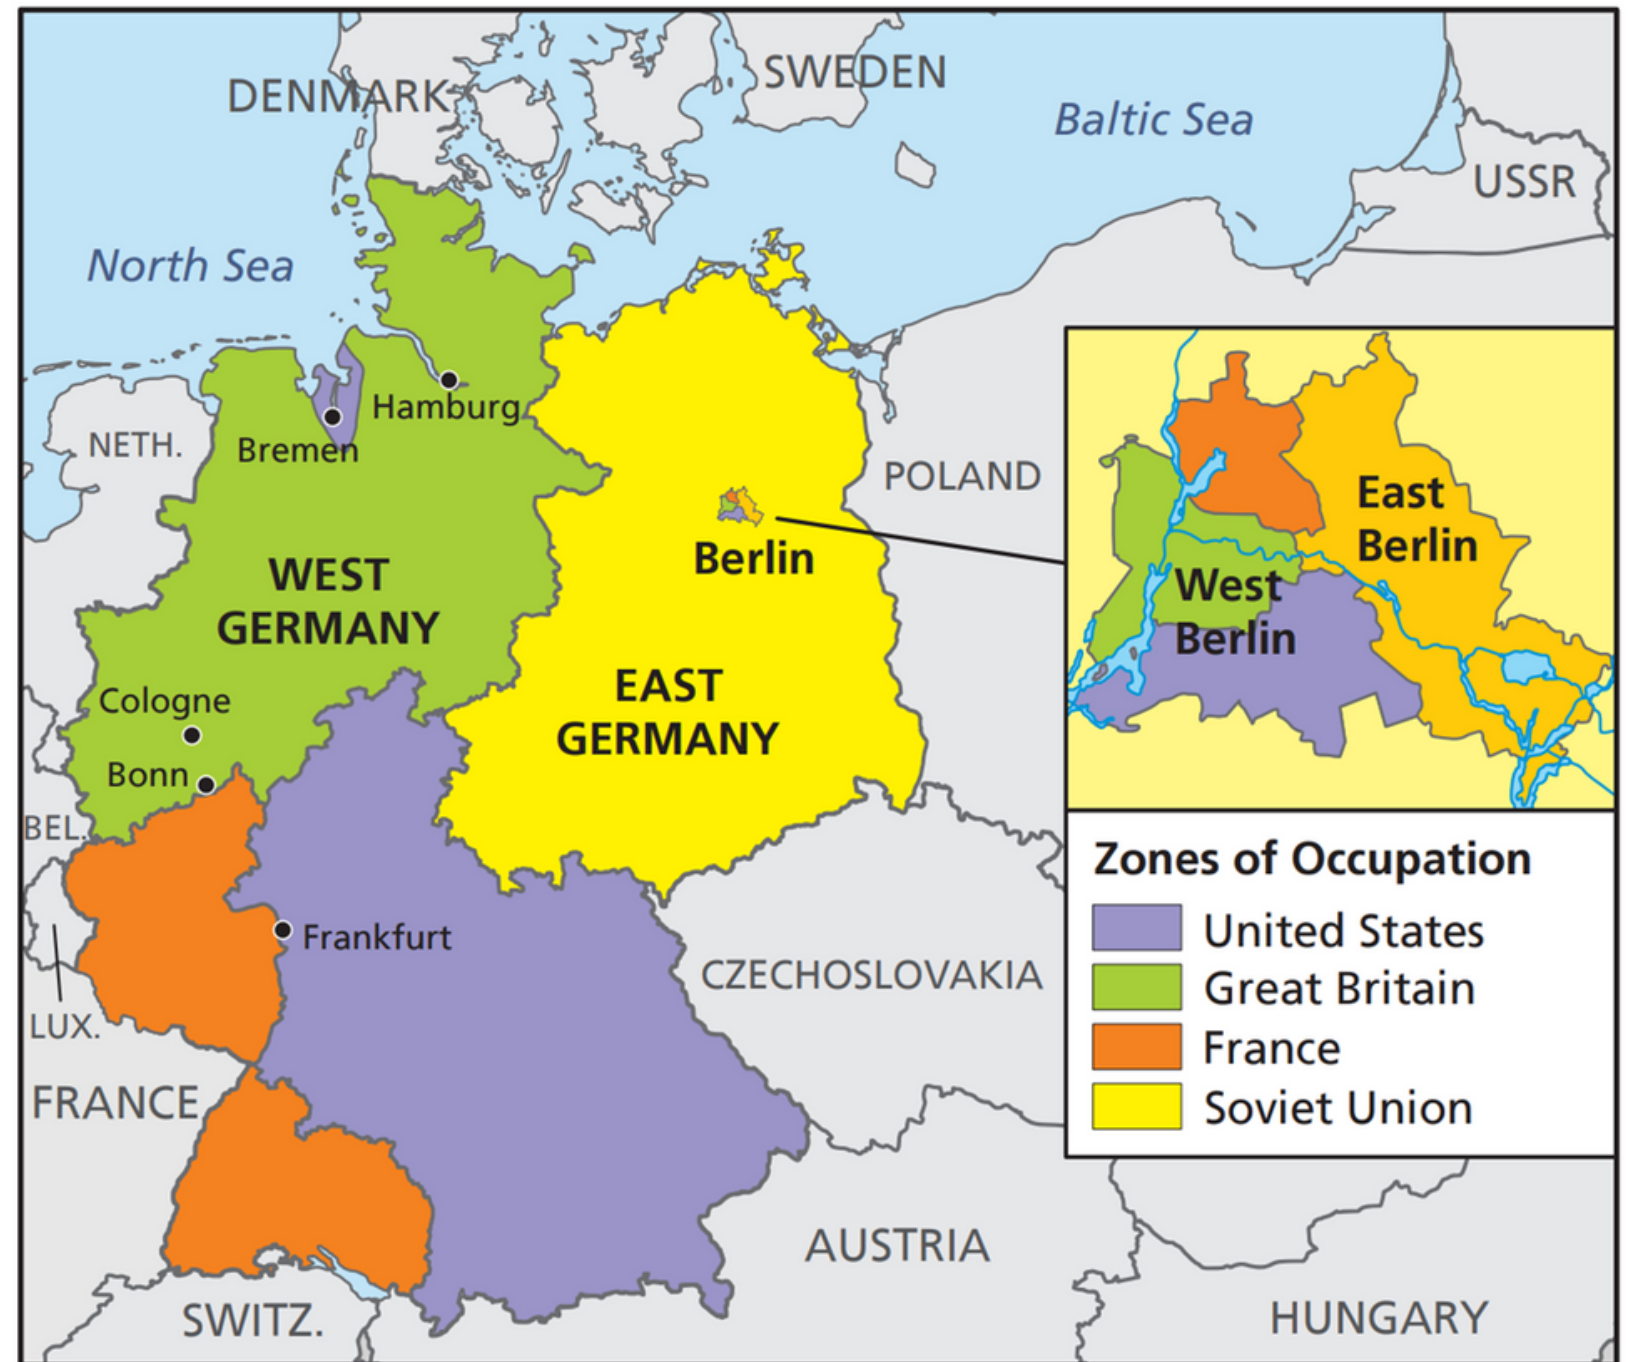 DENMARK
SWEDEN
Baltic Sea
USSR
North Sea
Hamburg
Bremen
NETH.
POLAND
Berlin
WEST
GERMANY
EAST
GERMANY
Cologne
Bonn
BEL.
Frankfurt
LUX.
CZECHOSLOVAKIA
FRANCE
AUSTRIA
SWITZ.
HUNGARY
East
Berlin
West
Berlin
Zones of Occupation
United States
Great Britain
France
Soviet Union